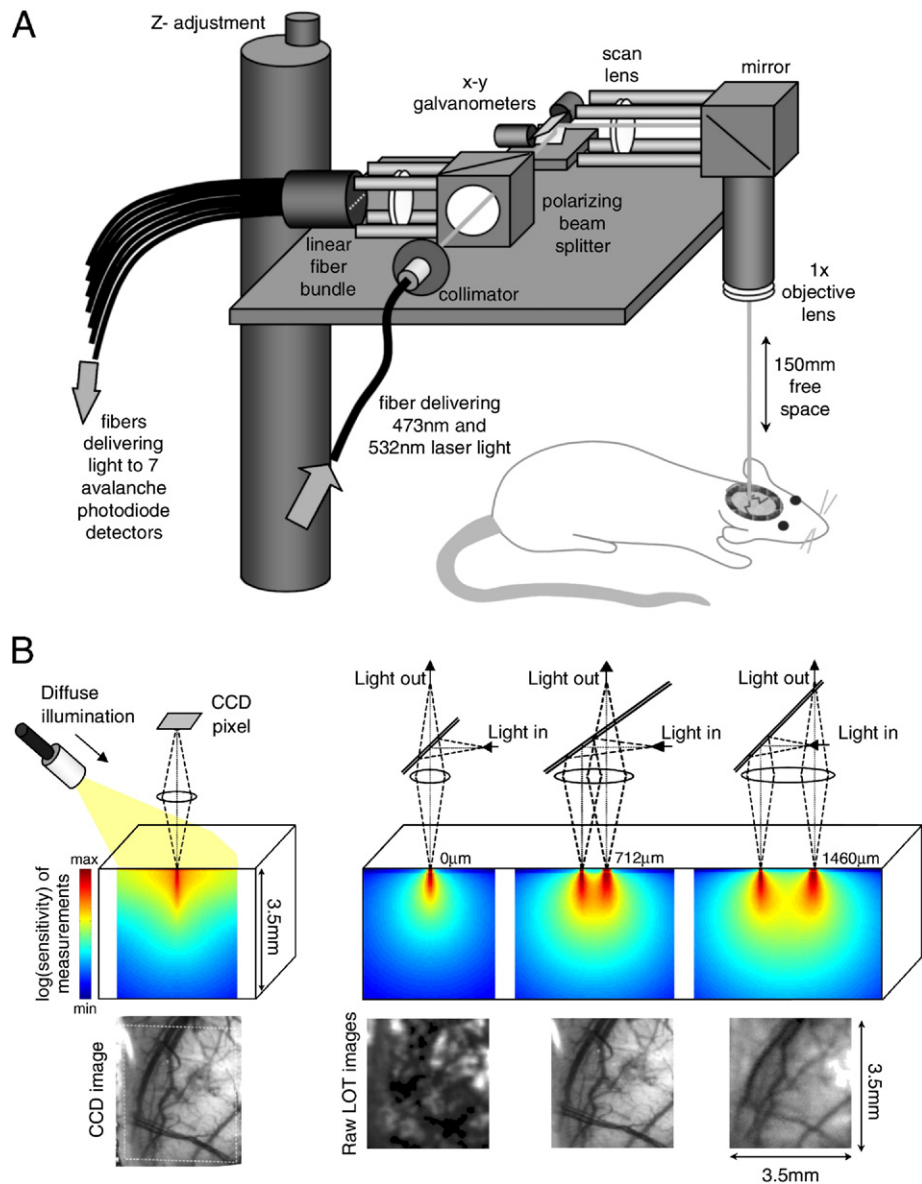 A
Z- adjustment
x-y
galvanometers
scan
lens
mirror
linear
fiber
bundle
collimator
polarizing
beam
splitter
1x
objective
lens
150mm
free
space
fibers
delivering
light to 7
avalanche
photodiode
detectors
fiber delivering
473nm and
532nm laser light
B
Diffuse
illumination
CCD
pixel
Light out
Light in
Light out
Light in
Light out
Light in
max
log(sensitivity) of
measurements
min
3.5mm
0µm
712µm
1460µm
CCD image
Raw LOT images
3.5mm
3.5mm